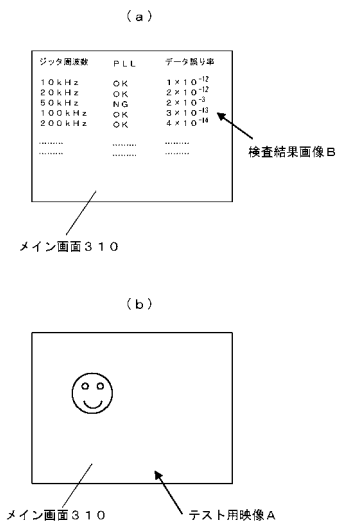 (a)
ジッタ周波数 PLL データ誤り率
10kHz OK 1×10⁻¹²
20kHz OK 2×10⁻¹²
50kHz NG 2×10⁻³
100kHz OK 3×10⁻¹³
200kHz OK 4×10⁻¹⁴
......... ......... .........
......... ......... .........
検査結果画像B
メイン画面310
(b)
メイン画面310 テスト用映像A